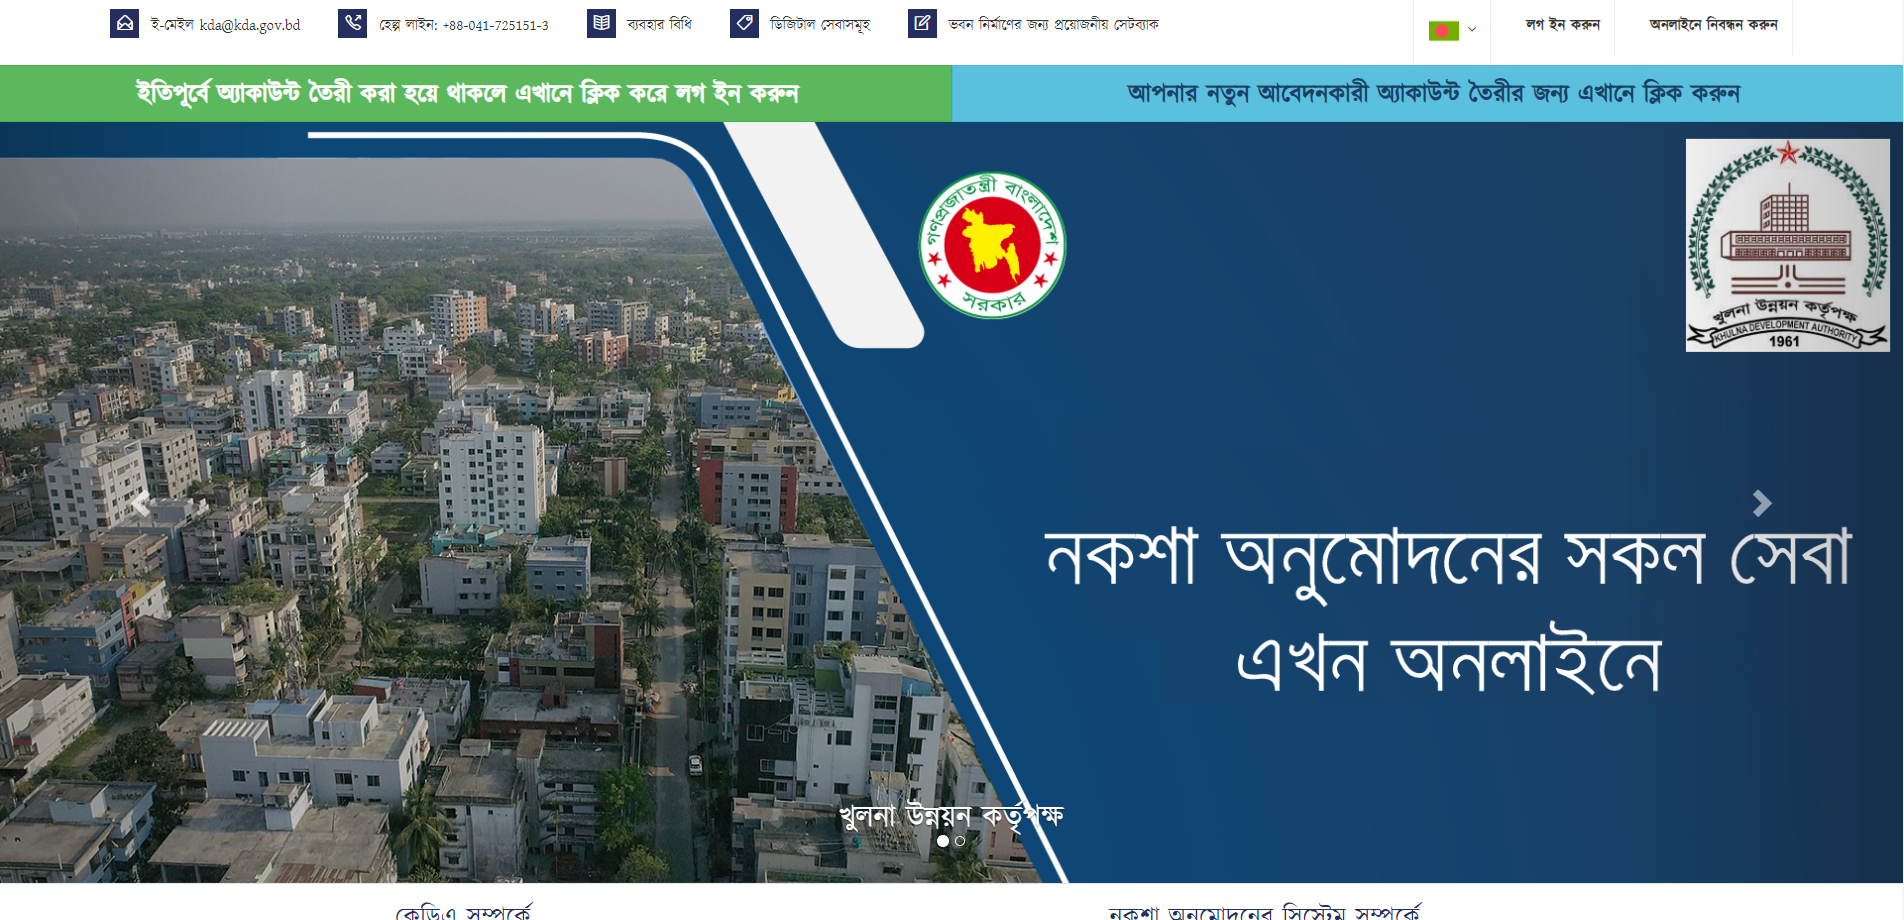 ই-মেইল kda@kda.gov.bd
হেল্প লাইন: +88-041-725151-3
ব্যবহার বিধি
ডিজিটাল সেবাসমূহ
ভবন নির্মাণের জন্য প্রয়োজনীয় সেটব্যাক
লগ ইন করুন
অনলাইনে নিবন্ধন করুন
ইতিপূর্বে অ্যাকাউন্ট তৈরী করা হয়ে থাকলে এখানে ক্লিক করে লগ ইন করুন
আপনার নতুন আবেদনকারী অ্যাকাউন্ট তৈরীর জন্য এখানে ক্লিক করুন
গণপ্রজাতন্ত্রী বাংলাদেশ
সরকার
খুলনা উন্নয়ন কর্তৃপক্ষ
KHULNA DEVELOPMENT AUTHORITY
1961
নকশা অনুমোদনের সকল সেবা
এখন অনলাইনে
খুলনা উন্নয়ন কর্তৃপক্ষ
কেডিএ সম্পর্কে
নকশা অনুমোদনের সিস্টেম সম্পর্কে